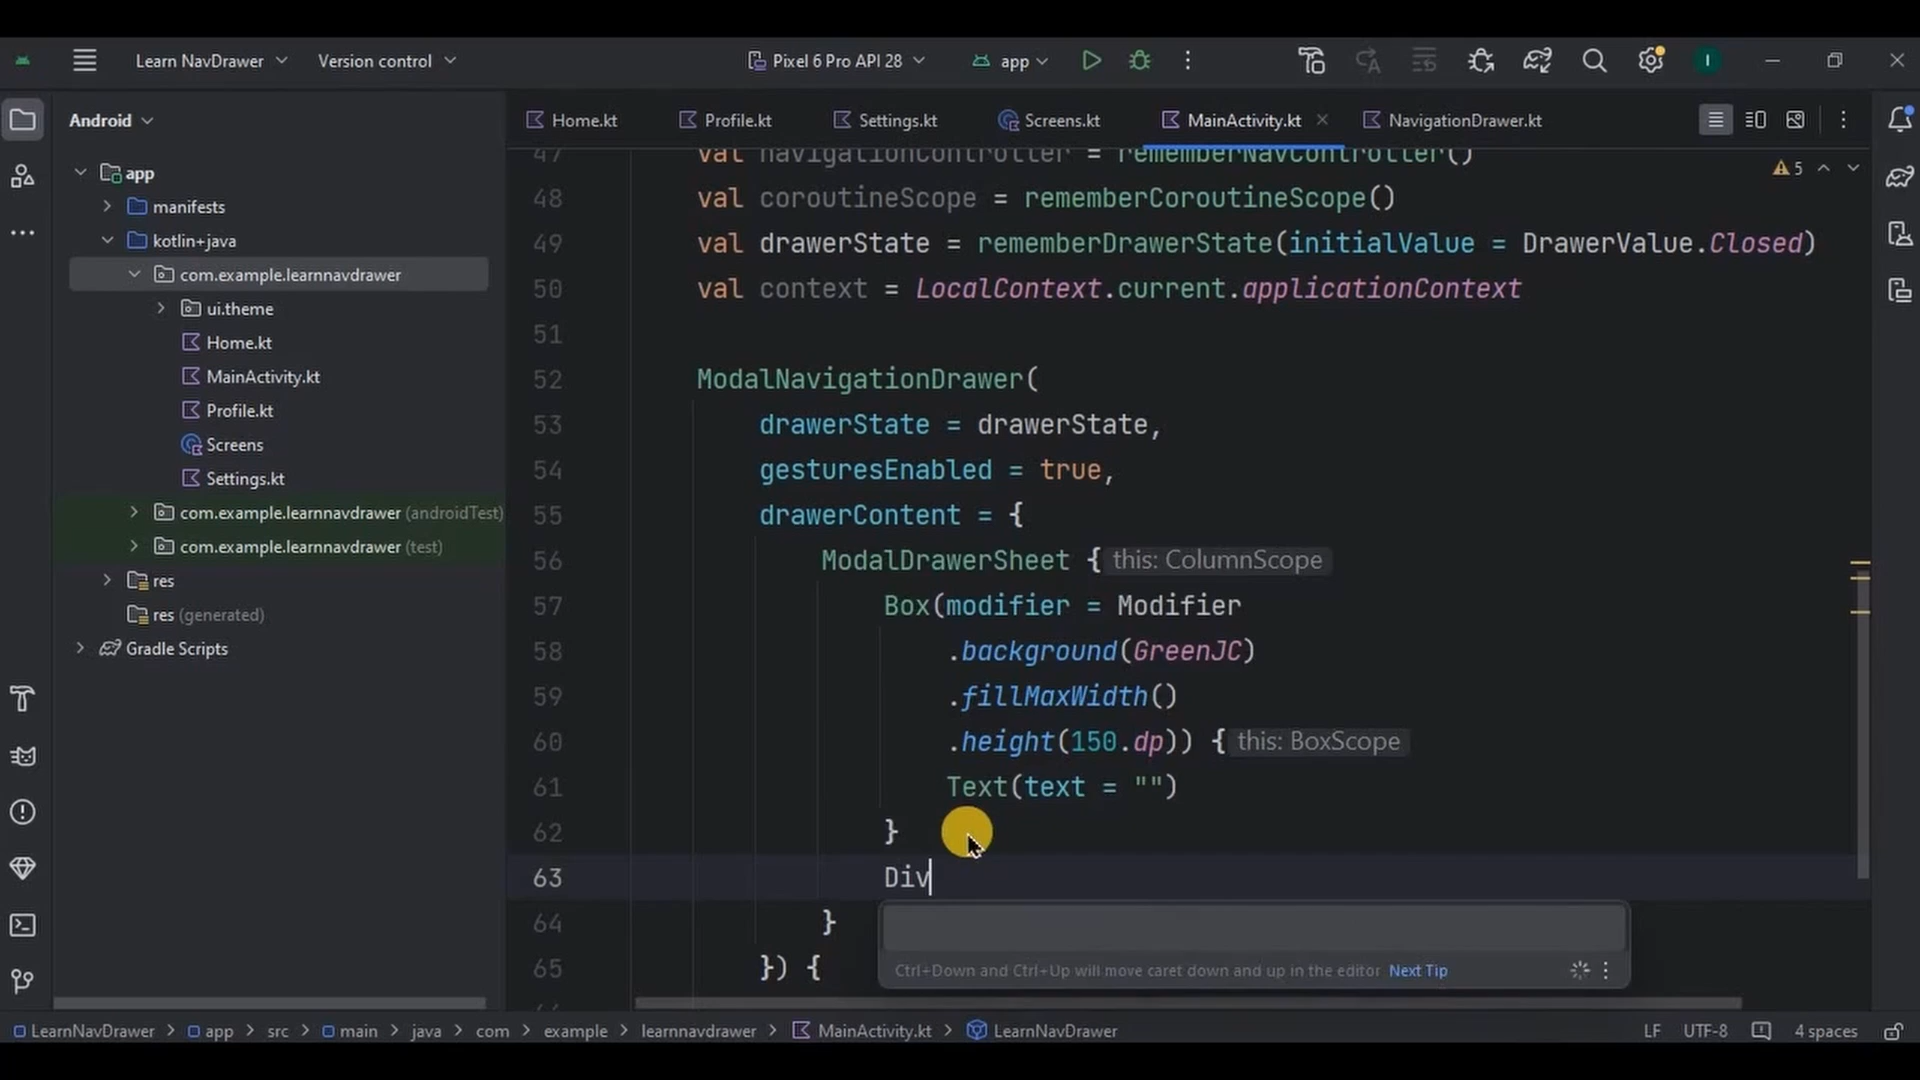 Learn NavDrawer
Version control
Pixel 6 Pro API 28
app
I
Android
Home.kt
Profile.kt
Settings.kt
Screens.kt
MainActivity.kt
NavigationDrawer.kt
app
manifests
kotlin+java
com.example.learnnavdrawer
ui.theme
Home.kt
MainActivity.kt
Profile.kt
Screens
Settings.kt
com.example.learnnavdrawer (androidTest)
com.example.learnnavdrawer (test)
res
res (generated)
Gradle Scripts
5
47 val navigationController = rememberNavController()
48 val coroutineScope = rememberCoroutineScope()
49 val drawerState = rememberDrawerState(initialValue = DrawerValue.Closed)
50 val context = LocalContext.current.applicationContext
51
52 ModalNavigationDrawer(
53 drawerState = drawerState,
54 gesturesEnabled = true,
55 drawerContent = {
56 ModalDrawerSheet { this: ColumnScope
57 Box(modifier = Modifier
58 .background(GreenJC)
59 .fillMaxWidth()
60 .height(150.dp)) { this: BoxScope
61 Text(text = "")
62 }
63 Div
64 }
65 }) {
Ctrl+Down and Ctrl+Up will move caret down and up in the editor Next Tip
LearnNavDrawer > app > src > main > java > com > example > learnnavdrawer > MainActivity.kt > LearnNavDrawer
LF UTF-8 4 spaces